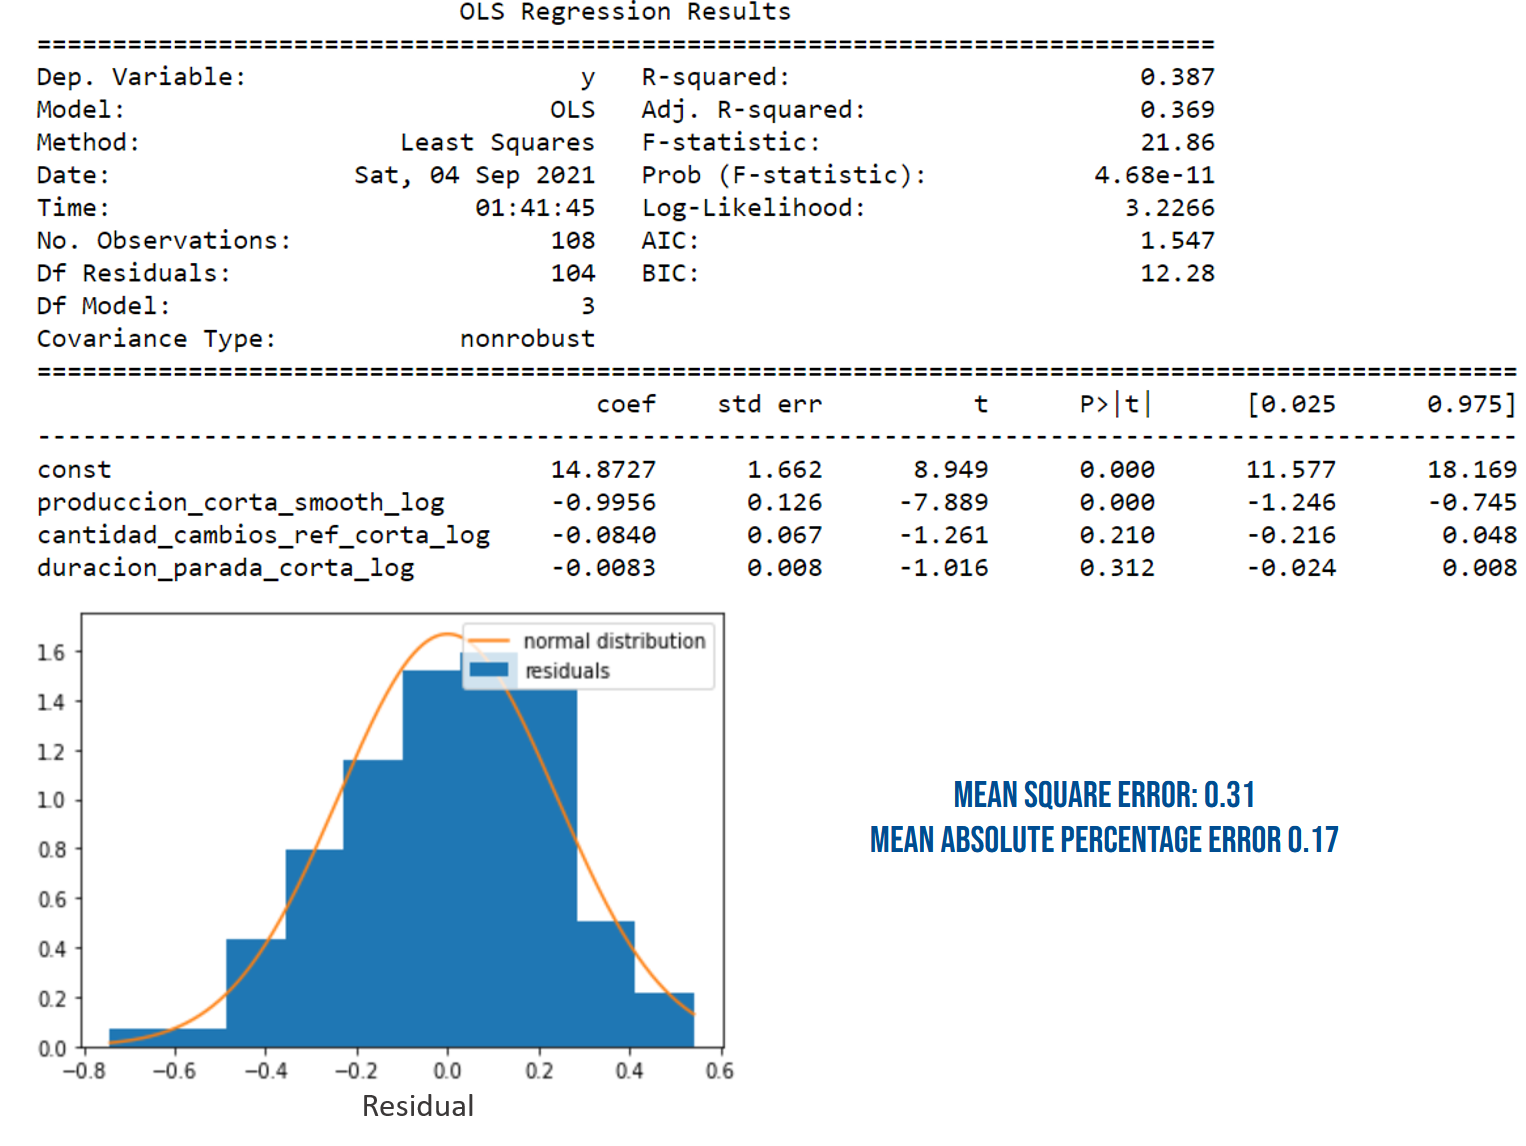 OLS Regression Results
==============================================================================
Dep. Variable: y R-squared: 0.387
Model: OLS Adj. R-squared: 0.369
Method: Least Squares F-statistic: 21.86
Date: Sat, 04 Sep 2021 Prob (F-statistic): 4.68e-11
Time: 01:41:45 Log-Likelihood: 3.2266
No. Observations: 108 AIC: 1.547
Df Residuals: 104 BIC: 12.28
Df Model: 3
Covariance Type: nonrobust
==================================================================================================
coef std err t P>|t| [0.025 0.975]
--------------------------------------------------------------------------------------------------
const 14.8727 1.662 8.949 0.000 11.577 18.169
produccion_corta_smooth_log -0.9956 0.126 -7.889 0.000 -1.246 -0.745
cantidad_cambios_ref_corta_log -0.0840 0.067 -1.261 0.210 -0.216 0.048
duracion_parada_corta_log -0.0083 0.008 -1.016 0.312 -0.024 0.008
normal distribution
residuals
1.6
1.4
1.2
1.0
0.8
0.6
0.4
0.2
0.0
−0.8 −0.6 −0.4 −0.2 0.0 0.2 0.4 0.6
Residual
MEAN SQUARE ERROR: 0.31
MEAN ABSOLUTE PERCENTAGE ERROR 0.17